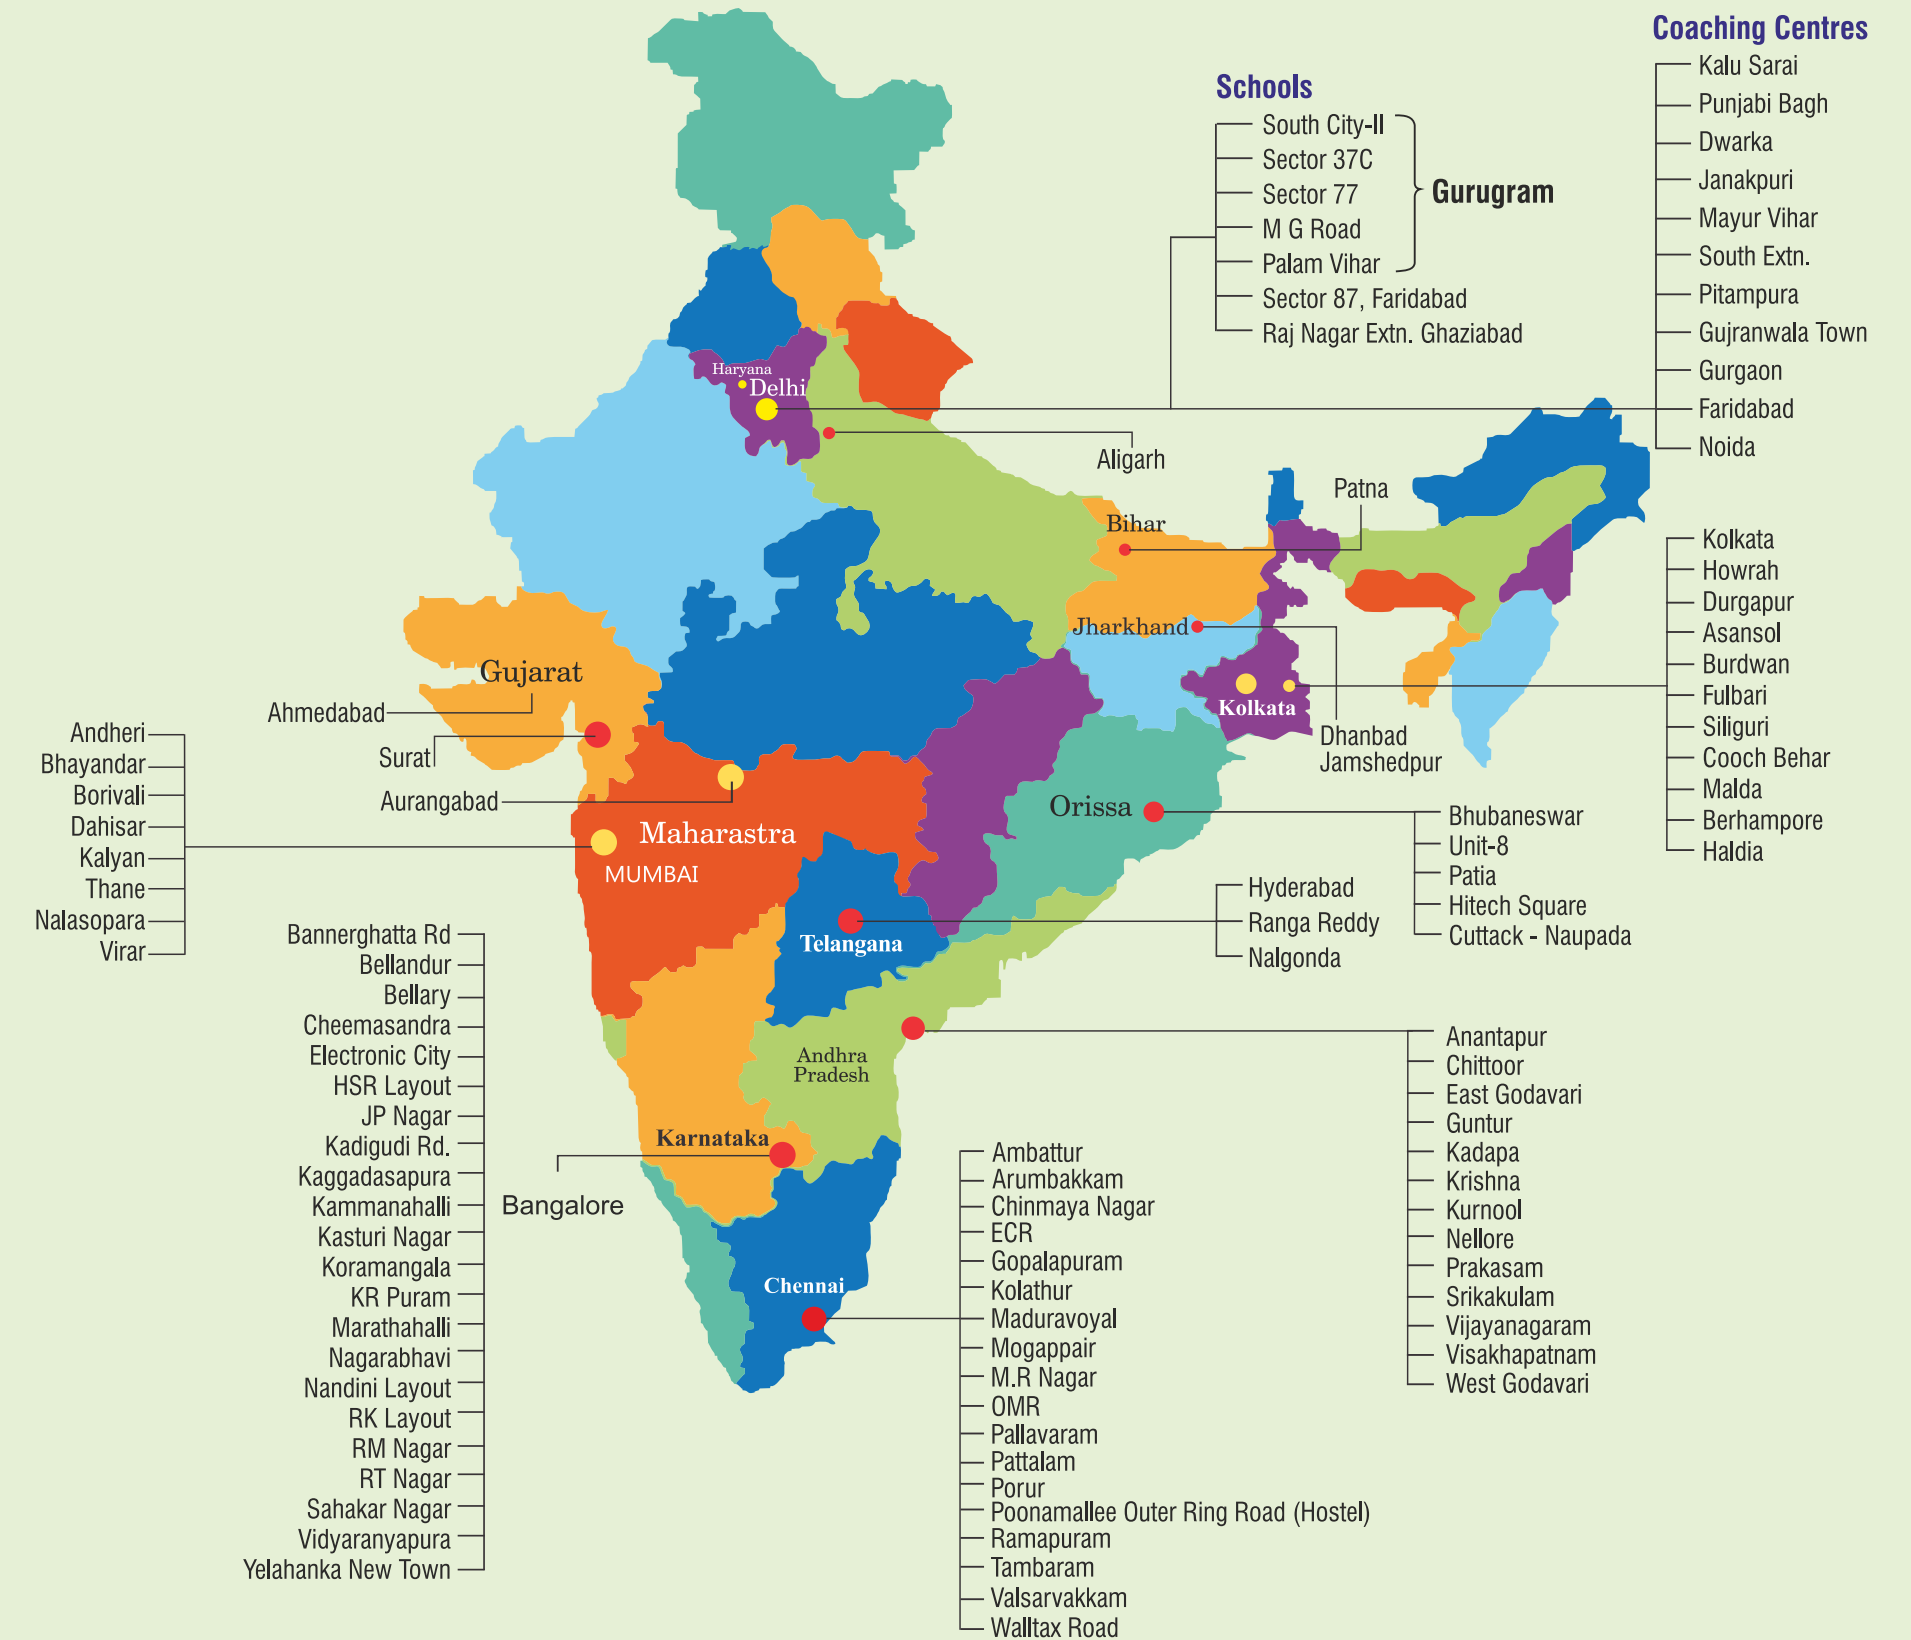 Coaching Centres
Kalu Sarai
Punjabi Bagh
Dwarka
Janakpuri
Mayur Vihar
South Extn.
Pitampura
Gujranwala Town
Gurgaon
Faridabad
Noida
Schools
South City-II
Sector 37C
Sector 77
M G Road
Palam Vihar
Gurugram
Sector 87, Faridabad
Raj Nagar Extn. Ghaziabad
Haryana
Delhi
Aligarh
Patna
Bihar
Jharkhand
Dhanbad
Jamshedpur
Kolkata
Kolkata
Howrah
Durgapur
Asansol
Burdwan
Fulbari
Siliguri
Cooch Behar
Malda
Berhampore
Haldia
Gujarat
Ahmedabad
Surat
Aurangabad
Maharastra
MUMBAI
Andheri
Bhayandar
Borivali
Dahisar
Kalyan
Thane
Nalasopara
Virar
Orissa
Bhubaneswar
Unit-8
Patia
Hitech Square
Cuttack - Naupada
Telangana
Hyderabad
Ranga Reddy
Nalgonda
Andhra
Pradesh
Anantapur
Chittoor
East Godavari
Guntur
Kadapa
Krishna
Kurnool
Nellore
Prakasam
Srikakulam
Vijayanagaram
Visakhapatnam
West Godavari
Karnataka
Bangalore
Bannerghatta Rd
Bellandur
Bellary
Cheemasandra
Electronic City
HSR Layout
JP Nagar
Kadigudi Rd.
Kaggadasapura
Kammanahalli
Kasturi Nagar
Koramangala
KR Puram
Marathahalli
Nagarabhavi
Nandini Layout
RK Layout
RM Nagar
RT Nagar
Sahakar Nagar
Vidyaranyapura
Yelahanka New Town
Chennai
Ambattur
Arumbakkam
Chinmaya Nagar
ECR
Gopalapuram
Kolathur
Maduravoyal
Mogappair
M.R Nagar
OMR
Pallavaram
Pattalam
Porur
Poonamallee Outer Ring Road (Hostel)
Ramapuram
Tambaram
Valsarvakkam
Walltax Road